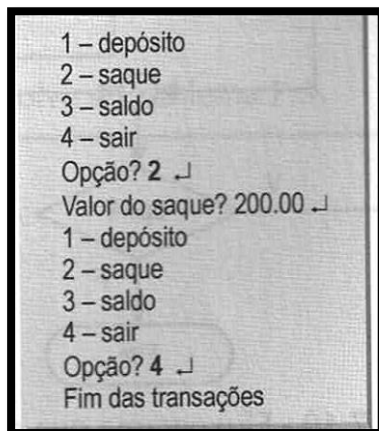 1 – depósito
2 – saque
3 – saldo
4 – sair
Opção? 2 ↵
Valor do saque? 200.00 ↵
1 – depósito
2 – saque
3 – saldo
4 – sair
Opção? 4 ↵
Fim das transações